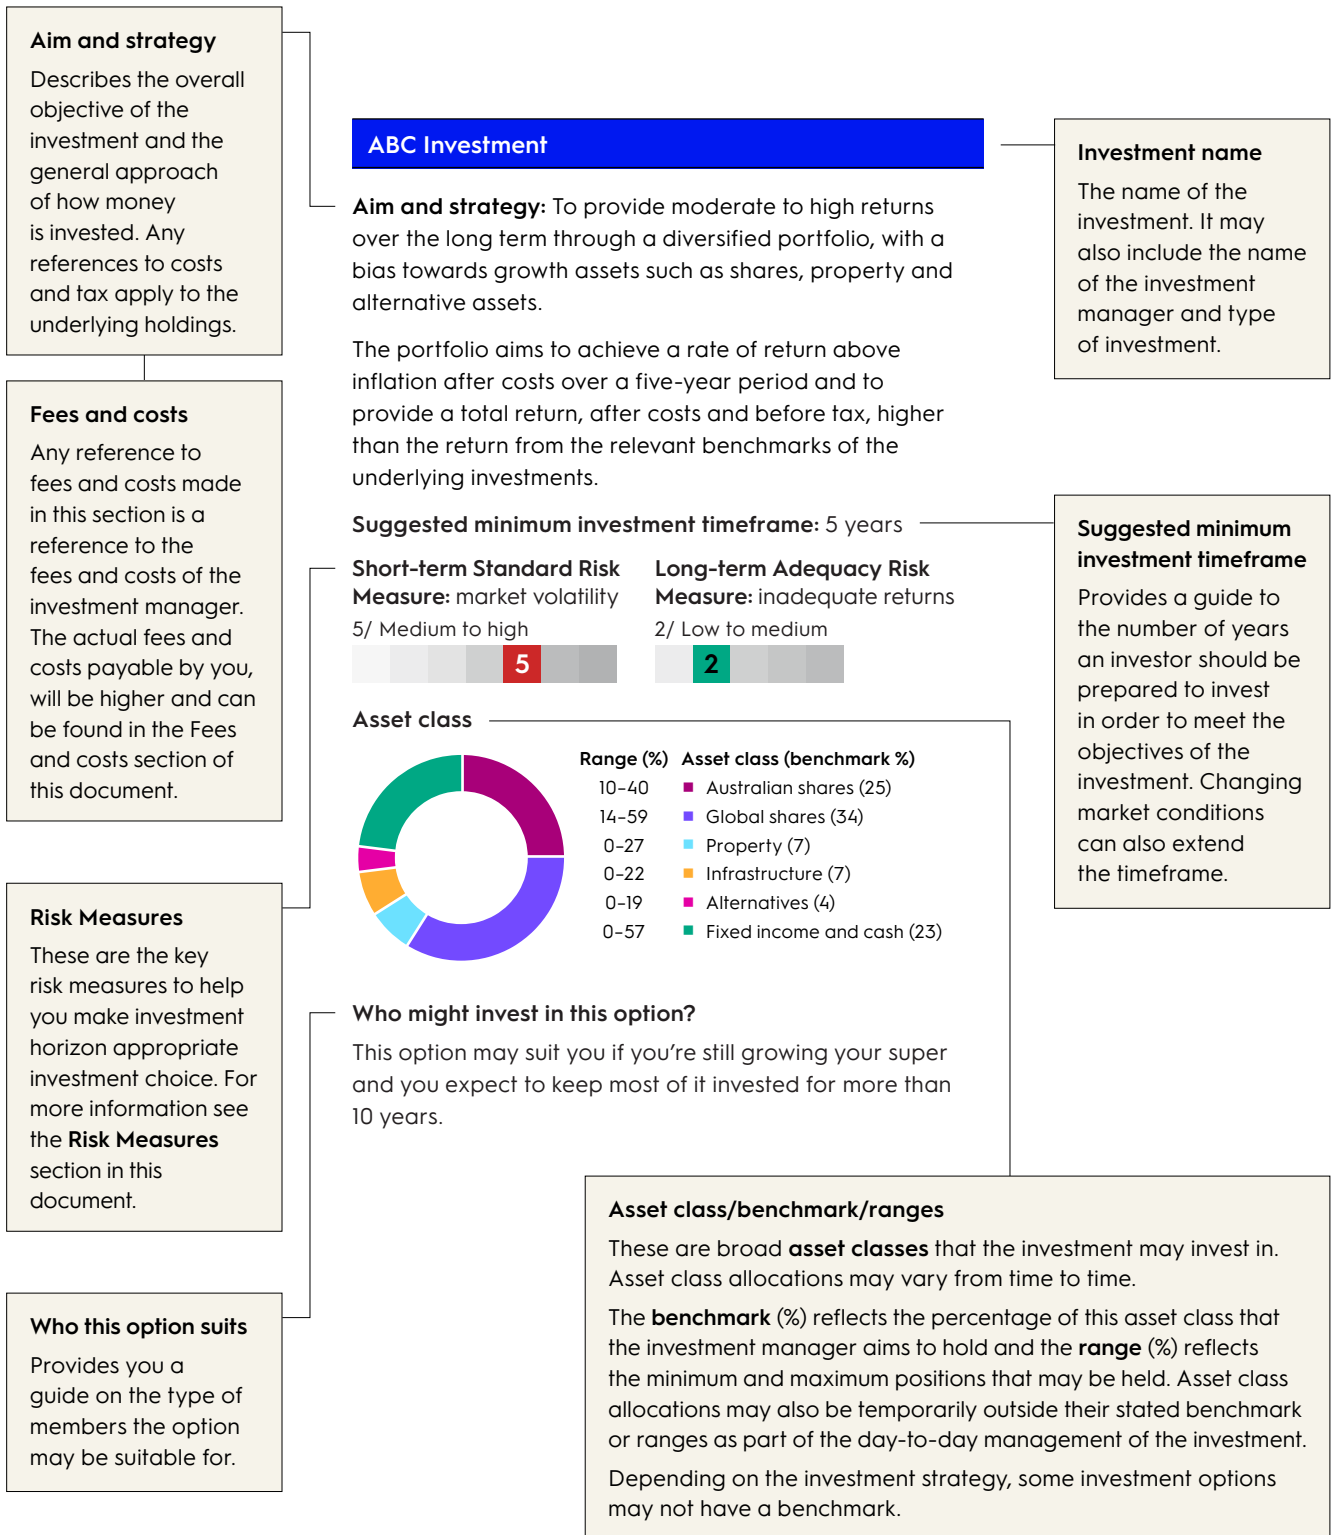 Aim and strategy
Describes the overall
objective of the
investment and the
general approach
of how money
is invested. Any
references to costs
and tax apply to the
underlying holdings.
Fees and costs
Any reference to
fees and costs made
in this section is a
reference to the
fees and costs of the
investment manager.
The actual fees and
costs payable by you,
will be higher and can
be found in the Fees
and costs section of
this document.
Risk Measures
These are the key
risk measures to help
you make investment
horizon appropriate
investment choice. For
more information see
the Risk Measures
section in this
document.
Who this option suits
Provides you a
guide on the type of
members the option
may be suitable for.
ABC Investment
Aim and strategy: To provide moderate to high returns
over the long term through a diversified portfolio, with a
bias towards growth assets such as shares, property and
alternative assets.
The portfolio aims to achieve a rate of return above
inflation after costs over a five-year period and to
provide a total return, after costs and before tax, higher
than the return from the relevant benchmarks of the
underlying investments.
Suggested minimum investment timeframe: 5 years
Short-term Standard Risk
Measure: market volatility
5/ Medium to high
5
Long-term Adequacy Risk
Measure: inadequate returns
2/ Low to medium
2
Asset class
Range (%) Asset class (benchmark %)
10–40 Australian shares (25)
14–59 Global shares (34)
0–27 Property (7)
0–22 Infrastructure (7)
0–19 Alternatives (4)
0–57 Fixed income and cash (23)
Who might invest in this option?
This option may suit you if you're still growing your super
and you expect to keep most of it invested for more than
10 years.
Investment name
The name of the
investment. It may
also include the name
of the investment
manager and type
of investment.
Suggested minimum
investment timeframe
Provides a guide to
the number of years
an investor should be
prepared to invest
in order to meet the
objectives of the
investment. Changing
market conditions
can also extend
the timeframe.
Asset class/benchmark/ranges
These are broad asset classes that the investment may invest in.
Asset class allocations may vary from time to time.
The benchmark (%) reflects the percentage of this asset class that
the investment manager aims to hold and the range (%) reflects
the minimum and maximum positions that may be held. Asset class
allocations may also be temporarily outside their stated benchmark
or ranges as part of the day-to-day management of the investment.
Depending on the investment strategy, some investment options
may not have a benchmark.